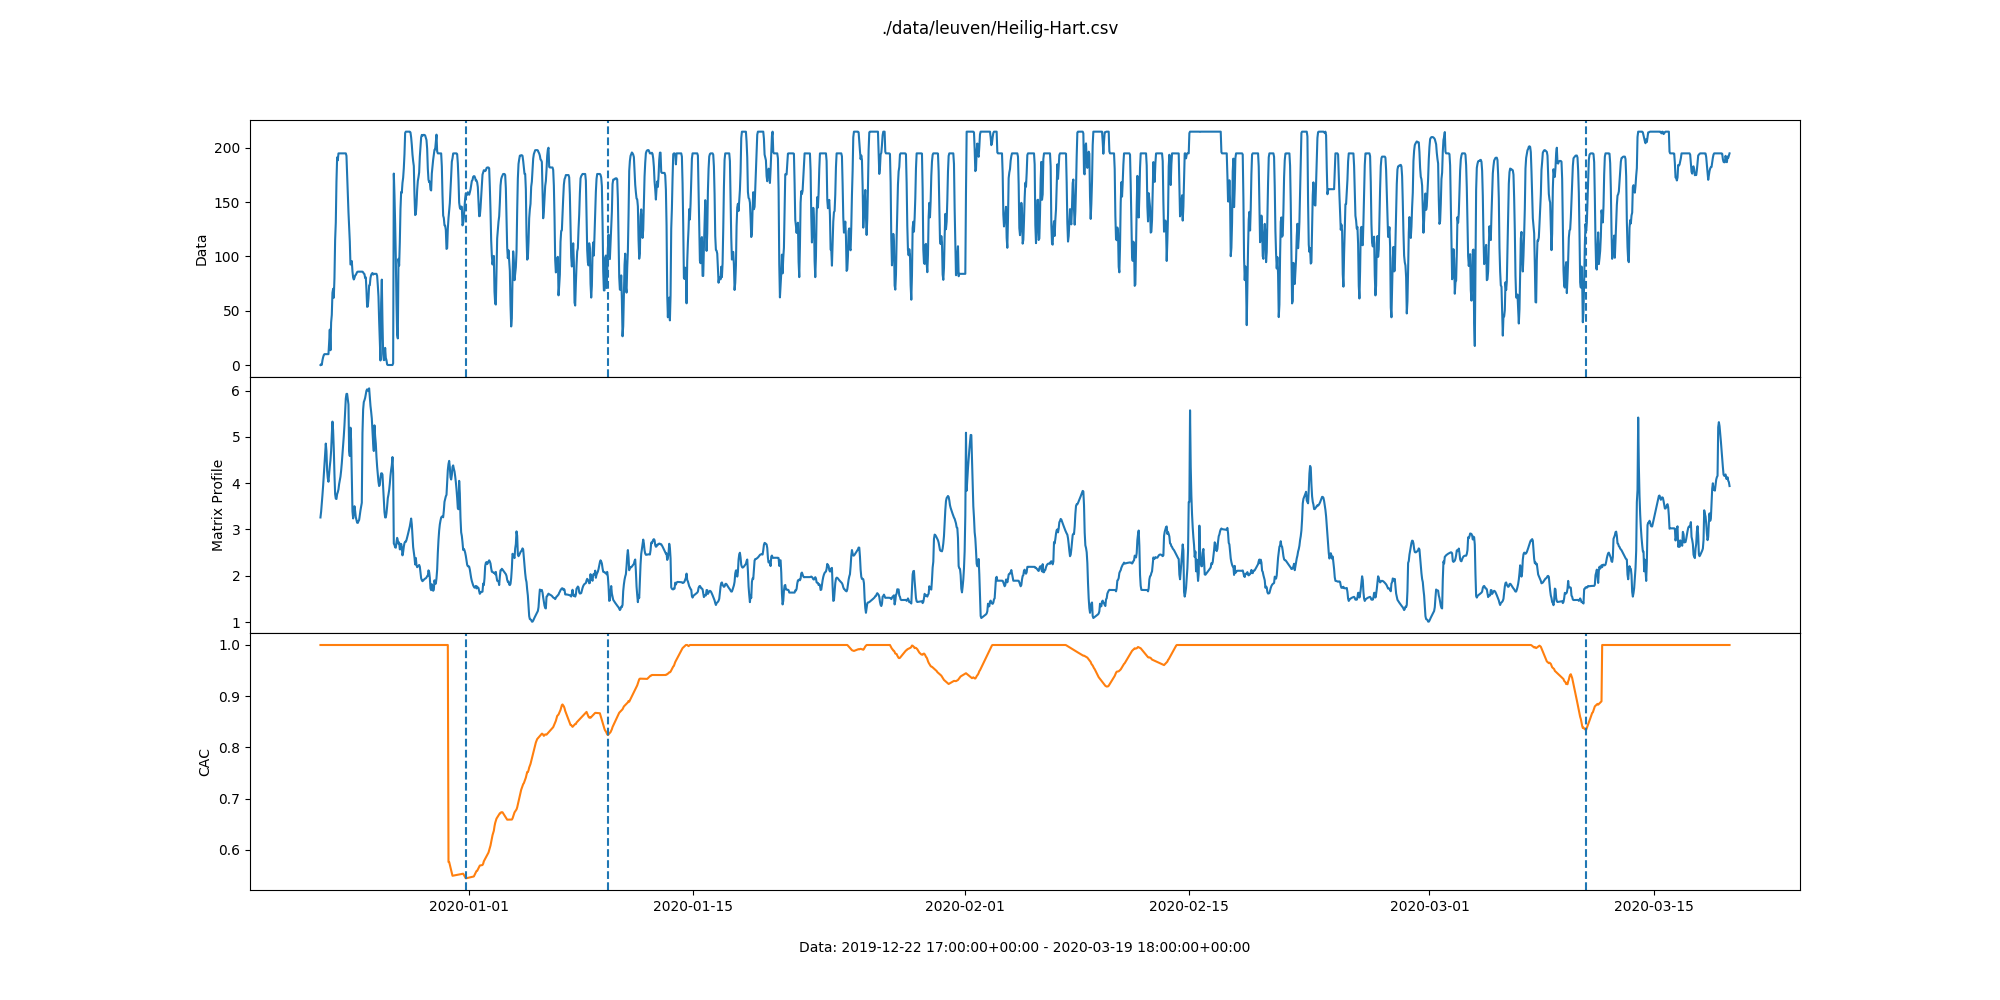 ./data/leuven/Heilig-Hart.csv
200
150
100
50
0
Data
6
5
4
3
2
1
Matrix Profile
1.0
0.9
0.8
0.7
0.6
CAC
2020-01-01 2020-01-15 2020-02-01 2020-02-15 2020-03-01 2020-03-15
Data: 2019-12-22 17:00:00+00:00 - 2020-03-19 18:00:00+00:00